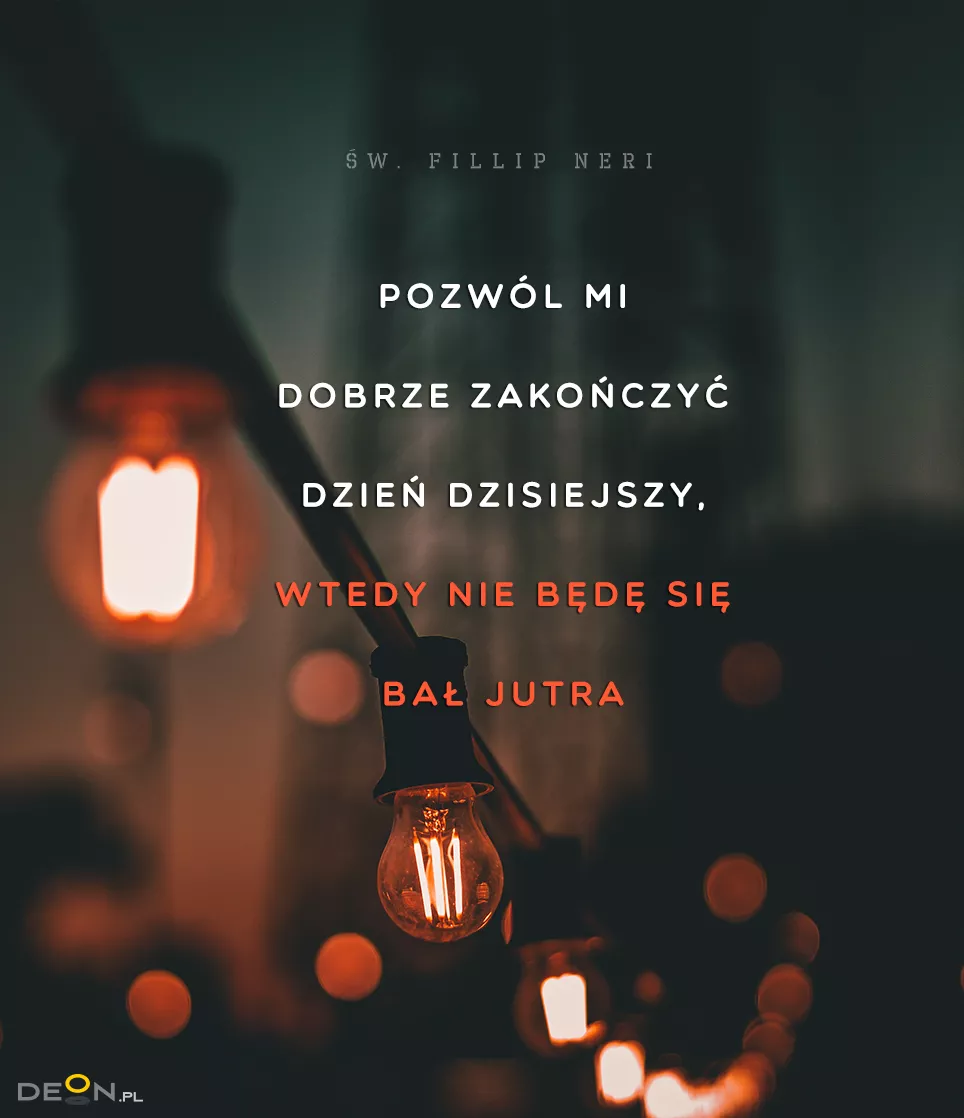 ŚW. FILLIP NERI
POZWÓL MI
DOBRZE ZAKOŃCZYĆ
DZIEŃ DZISIEJSZY,
WTEDY NIE BĘDĘ SIĘ
BAŁ JUTRA
DEON.PL